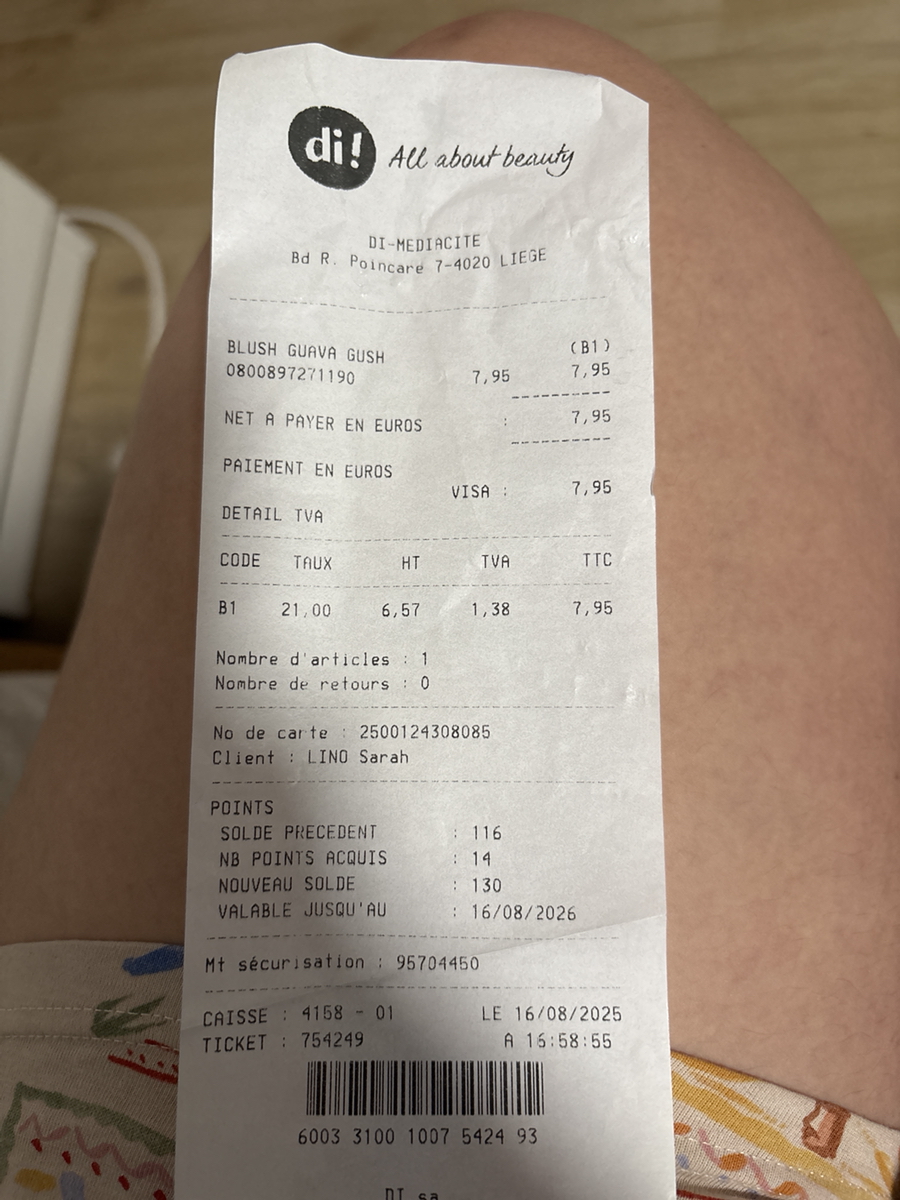 di! All about beauty
DI-MEDIACITE
Bd R. Poincare 7-4020 LIEGE
BLUSH GUAVA GUSH (B1)
0800897271190 7,95 7,95
NET A PAYER EN EUROS : 7,95
PAIEMENT EN EUROS
VISA : 7,95
DETAIL TVA
CODE TAUX HT TVA TTC
B1 21,00 6,57 1,38 7,95
Nombre d'articles : 1
Nombre de retours : 0
No de carte : 2500124308085
Client : LINO Sarah
POINTS
SOLDE PRECEDENT : 116
NB POINTS ACQUIS : 14
NOUVEAU SOLDE : 130
VALABLE JUSQU'AU : 16/08/2026
Mt sécurisation : 95704450
CAISSE : 4158 - 01 LE 16/08/2025
TICKET : 754249 A 16:58:55
6003 3100 1007 5424 93
DI sa